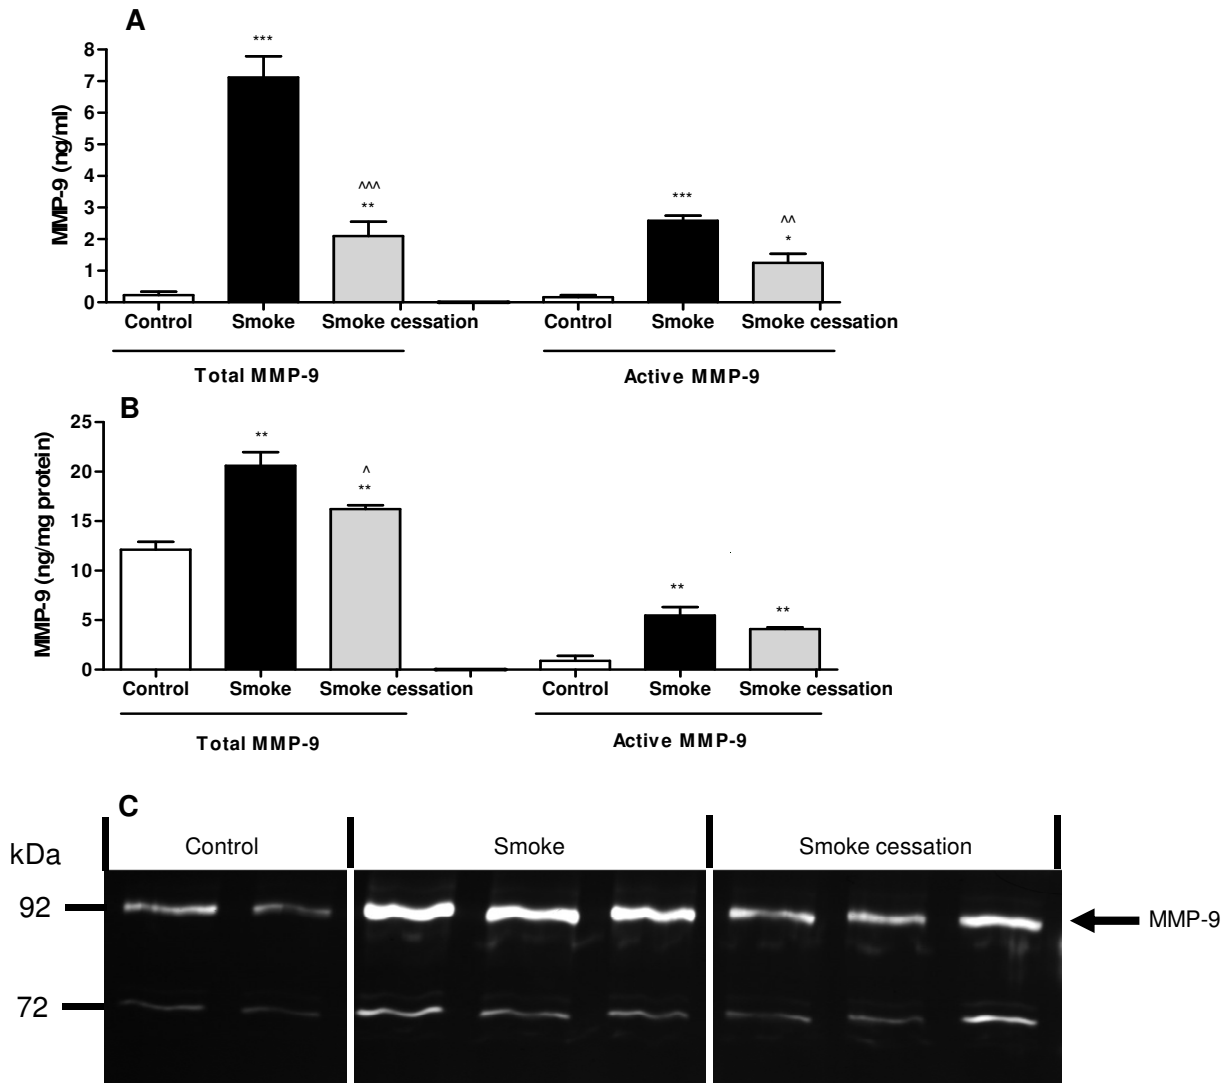 A
***
8
7
6
5
4
3
2
1
0
MMP-9 (ng/ml)
^^^
**
***
^^
*
Control Smoke Smoke cessation Control Smoke Smoke cessation
Total MMP-9 Active MMP-9
B
25
20
15
10
5
0
MMP-9 (ng/mg protein)
**
^
**
**
**
Control Smoke Smoke cessation Control Smoke Smoke cessation
Total MMP-9 Active MMP-9
C
kDa
Control Smoke Smoke cessation
92
MMP-9
72